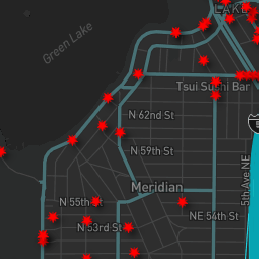 LAKE
Green Lake
Tsui Sushi Bar
N 62nd St
5
N 59th St
5th Ave NE
Meridian
N 55th St
NE 54th St
N 53rd St